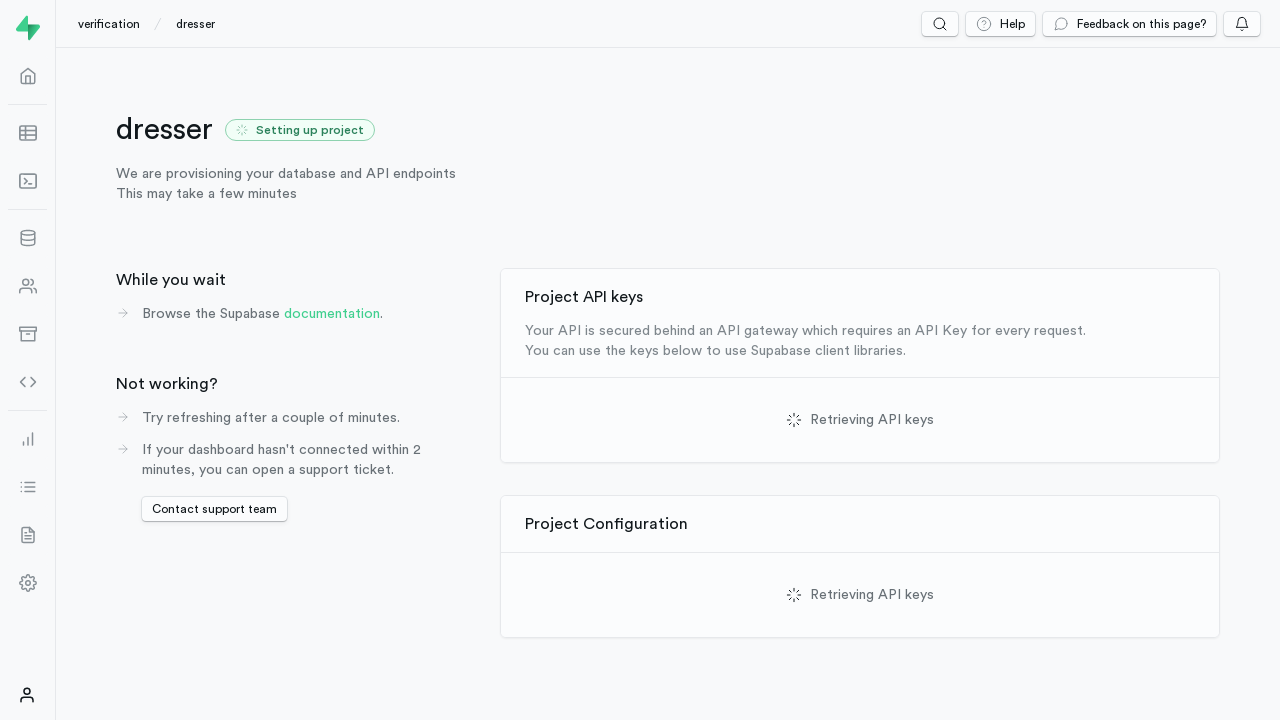 verification / dresser
Help
Feedback on this page?
dresser
Setting up project
We are provisioning your database and API endpoints
This may take a few minutes
While you wait
Browse the Supabase documentation.
Not working?
Try refreshing after a couple of minutes.
If your dashboard hasn't connected within 2
minutes, you can open a support ticket.
Contact support team
Project API keys
Your API is secured behind an API gateway which requires an API Key for every request.
You can use the keys below to use Supabase client libraries.
Retrieving API keys
Project Configuration
Retrieving API keys